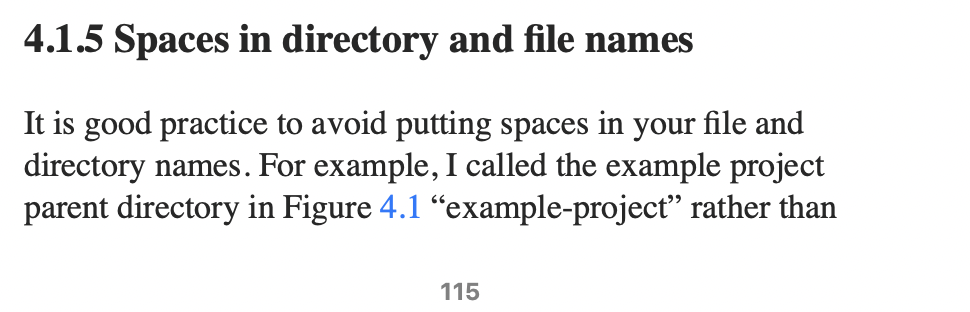 4.1.5 Spaces in directory and file names
It is good practice to avoid putting spaces in your file and
directory names. For example, I called the example project
parent directory in Figure 4.1 “example-project” rather than
115